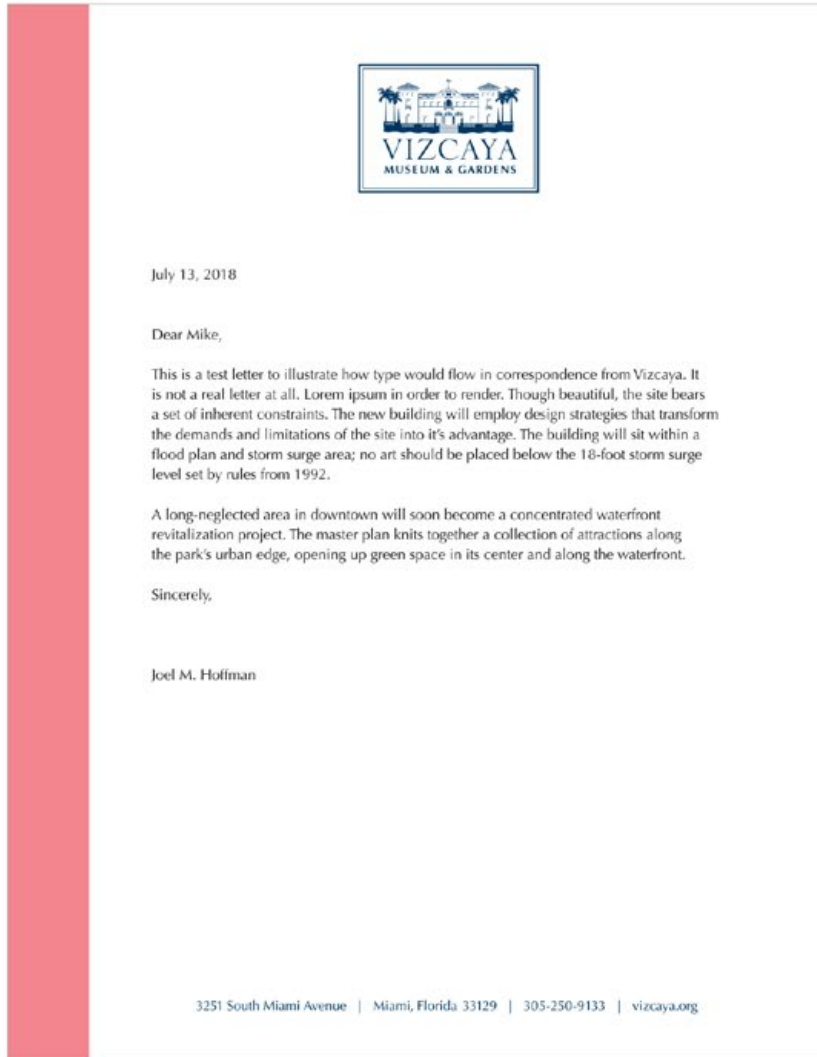 VIZCAYA
MUSEUM & GARDENS
July 13, 2018
Dear Mike,
This is a test letter to illustrate how type would flow in correspondence from Vizcaya. It
is not a real letter at all. Lorem ipsum in order to render. Though beautiful, the site bears
a set of inherent constraints. The new building will employ design strategies that transform
the demands and limitations of the site into it's advantage. The building will sit within a
flood plan and storm surge area; no art should be placed below the 18-foot storm surge
level set by rules from 1992.
A long-neglected area in downtown will soon become a concentrated waterfront
revitalization project. The master plan knits together a collection of attractions along
the park's urban edge, opening up green space in its center and along the waterfront.
Sincerely,
Joel M. Hoffman
3251 South Miami Avenue | Miami, Florida 33129 | 305-250-9133 | vizcaya.org